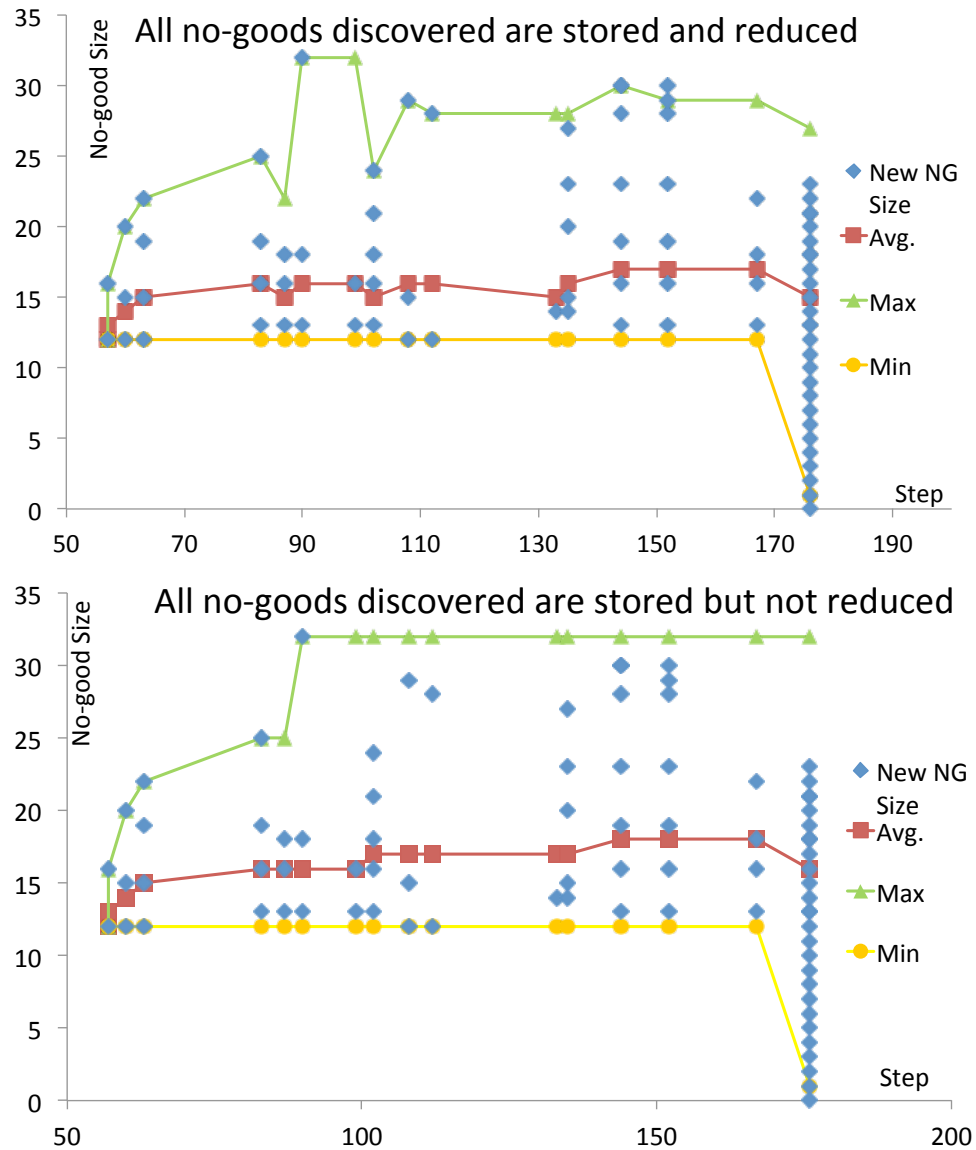 All no-goods discovered are stored and reduced
No-good Size
35
30
25
20
15
10
5
0
50 70 90 110 130 150 170 190
Step
New NG
Size
Avg.
Max
Min
All no-goods discovered are stored but not reduced
No-good Size
35
30
25
20
15
10
5
0
50 100 150 200
Step
New NG
Size
Avg.
Max
Min